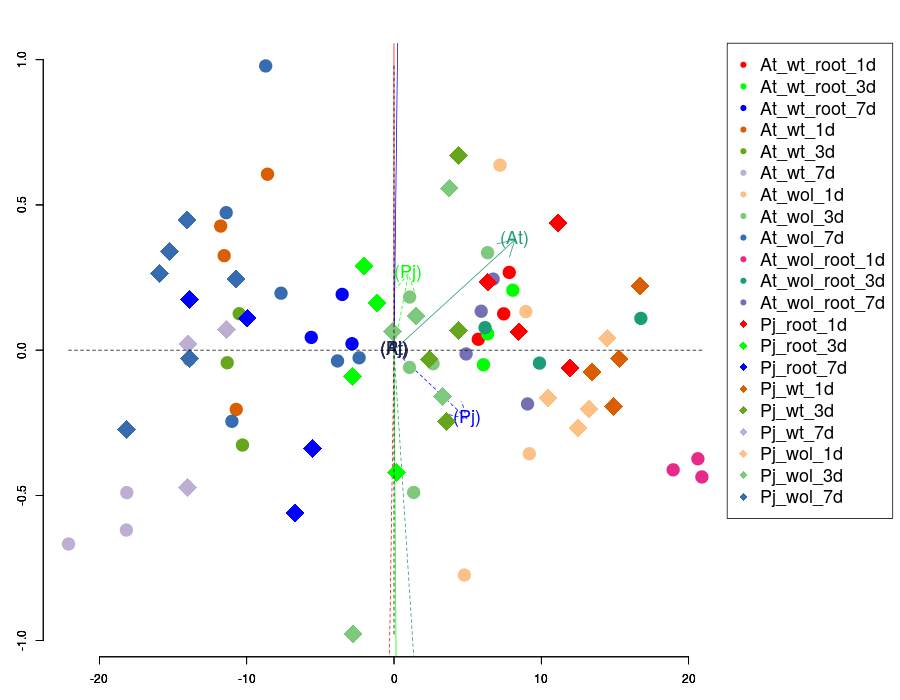 1.0
0.5
0.0
-0.5
-1.0
-20
-10
0
10
20
(At)
(Pj)
(Pj)
At_wt_root_1d
At_wt_root_3d
At_wt_root_7d
At_wt_1d
At_wt_3d
At_wt_7d
At_wol_1d
At_wol_3d
At_wol_7d
At_wol_root_1d
At_wol_root_3d
At_wol_root_7d
Pj_root_1d
Pj_root_3d
Pj_root_7d
Pj_wt_1d
Pj_wt_3d
Pj_wt_7d
Pj_wol_1d
Pj_wol_3d
Pj_wol_7d